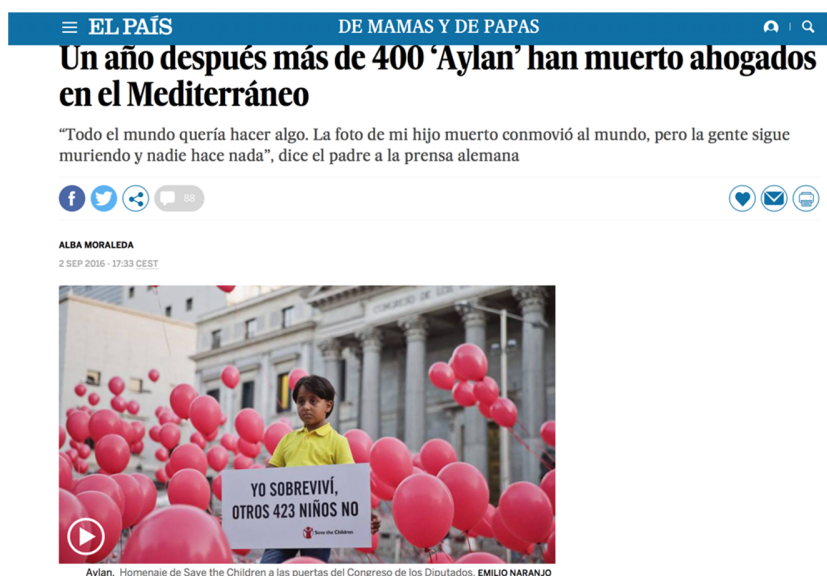 EL PAÍS
DE MAMAS Y DE PAPAS
Un año después más de 400 ‘Aylan’ han muerto ahogados
en el Mediterráneo
“Todo el mundo quería hacer algo. La foto de mi hijo muerto conmovió al mundo, pero la gente sigue
muriendo y nadie hace nada”, dice el padre a la prensa alemana
88
ALBA MORALEDA
2 SEP 2016 - 17:33 CEST
CONGRESO DE LOS
YO SOBREVIVÍ,
OTROS 423 NIÑOS NO
Save the Children
Aylan. Homenaje de Save the Children a las puertas del Congreso de los Diputados. EMILIO NARANJO